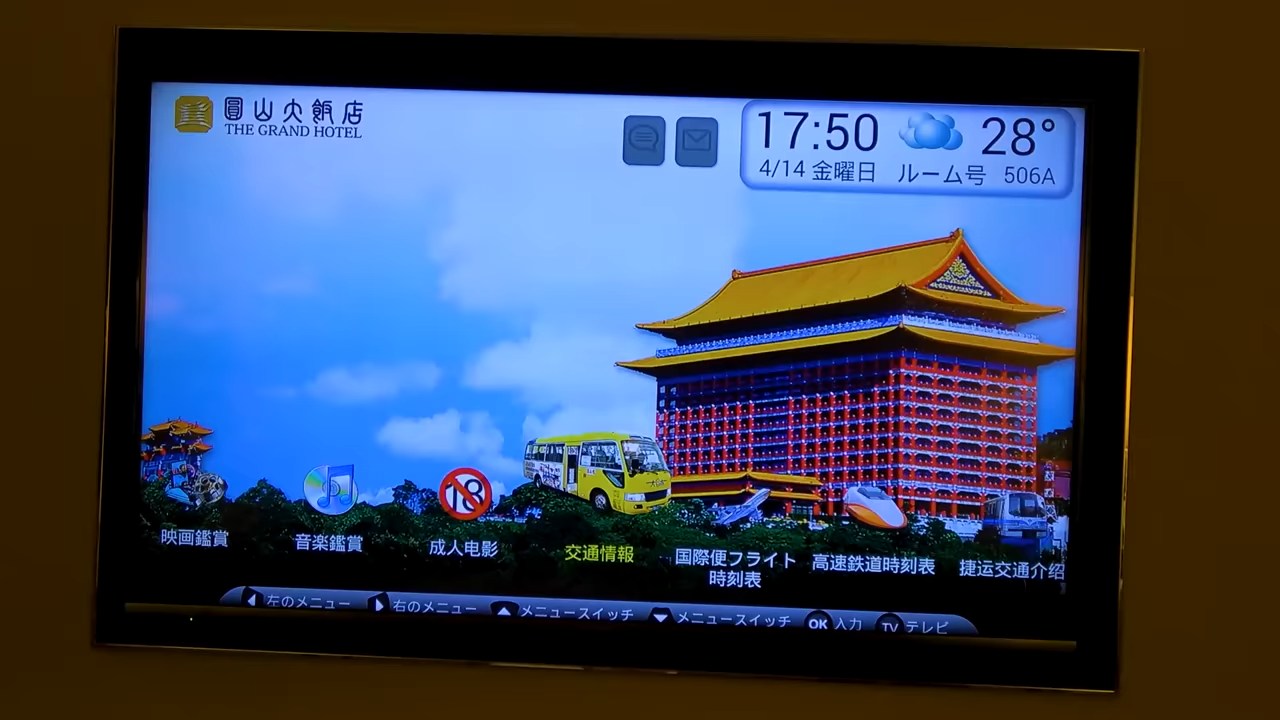 圓山大飯店
THE GRAND HOTEL
17:50 28°
4/14 金曜日 ルーム号 506A
18
映画鑑賞
音楽鑑賞
成人电影
交通情報
国際便フライト
時刻表
高速鉄道時刻表
捷运交通介绍
左のメニュー 右のメニュー メニュースイッチ メニュースイッチ OK 入力 TV テレビ